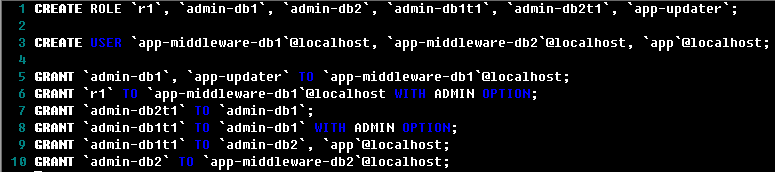 1 CREATE ROLE `r1`, `admin-db1`, `admin-db2`, `admin-db1t1`, `admin-db2t1`, `app-updater`;
2
3 CREATE USER `app-middleware-db1`@localhost, `app-middleware-db2`@localhost, `app`@localhost;
4
5 GRANT `admin-db1`, `app-updater` TO `app-middleware-db1`@localhost;
6 GRANT `r1` TO `app-middleware-db1`@localhost WITH ADMIN OPTION;
7 GRANT `admin-db2t1` TO `admin-db1`;
8 GRANT `admin-db1t1` TO `admin-db1` WITH ADMIN OPTION;
9 GRANT `admin-db1t1` TO `admin-db2`, `app`@localhost;
10 GRANT `admin-db2` TO `app-middleware-db2`@localhost;